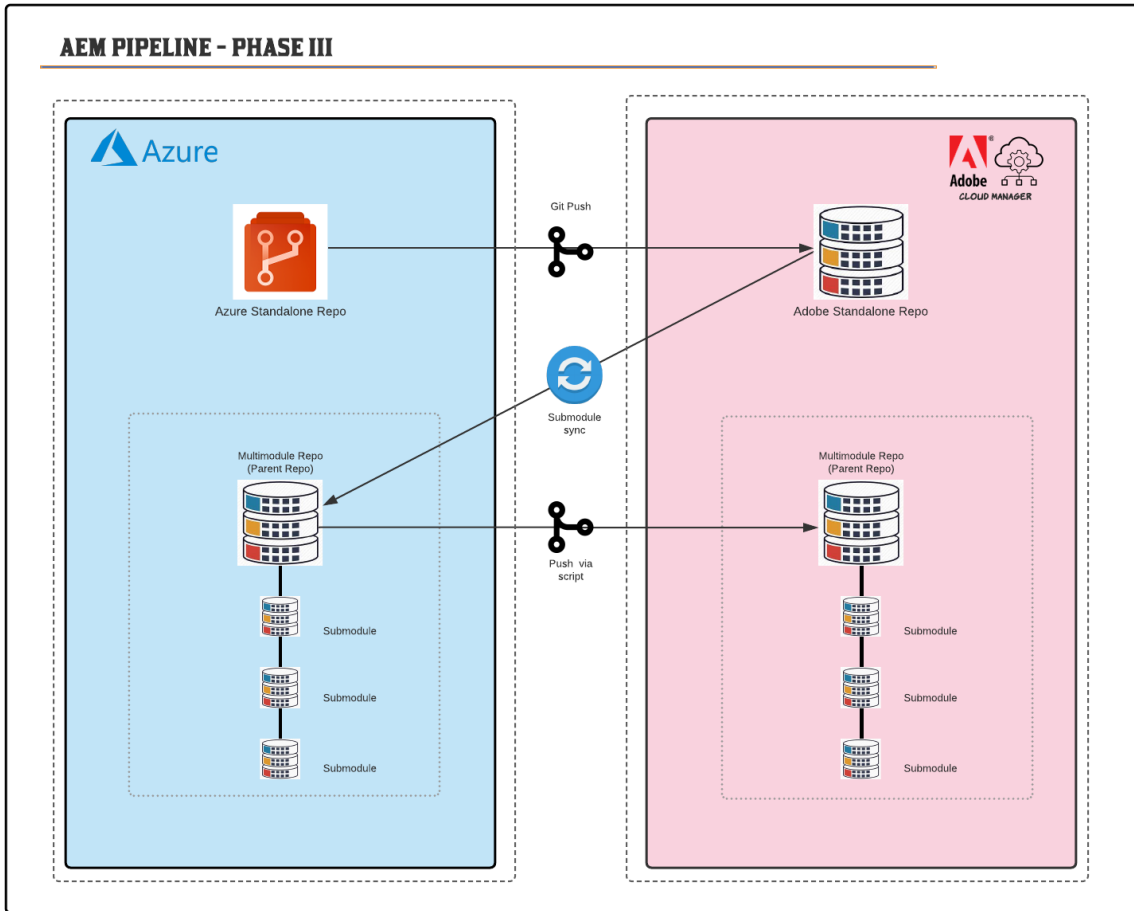 AEM PIPELINE - PHASE III
Azure
Adobe
CLOUD MANAGER
Git Push
Azure Standalone Repo
Adobe Standalone Repo
Submodule
sync
Multimodule Repo
(Parent Repo)
Multimodule Repo
(Parent Repo)
Push via
script
Submodule
Submodule
Submodule
Submodule
Submodule
Submodule